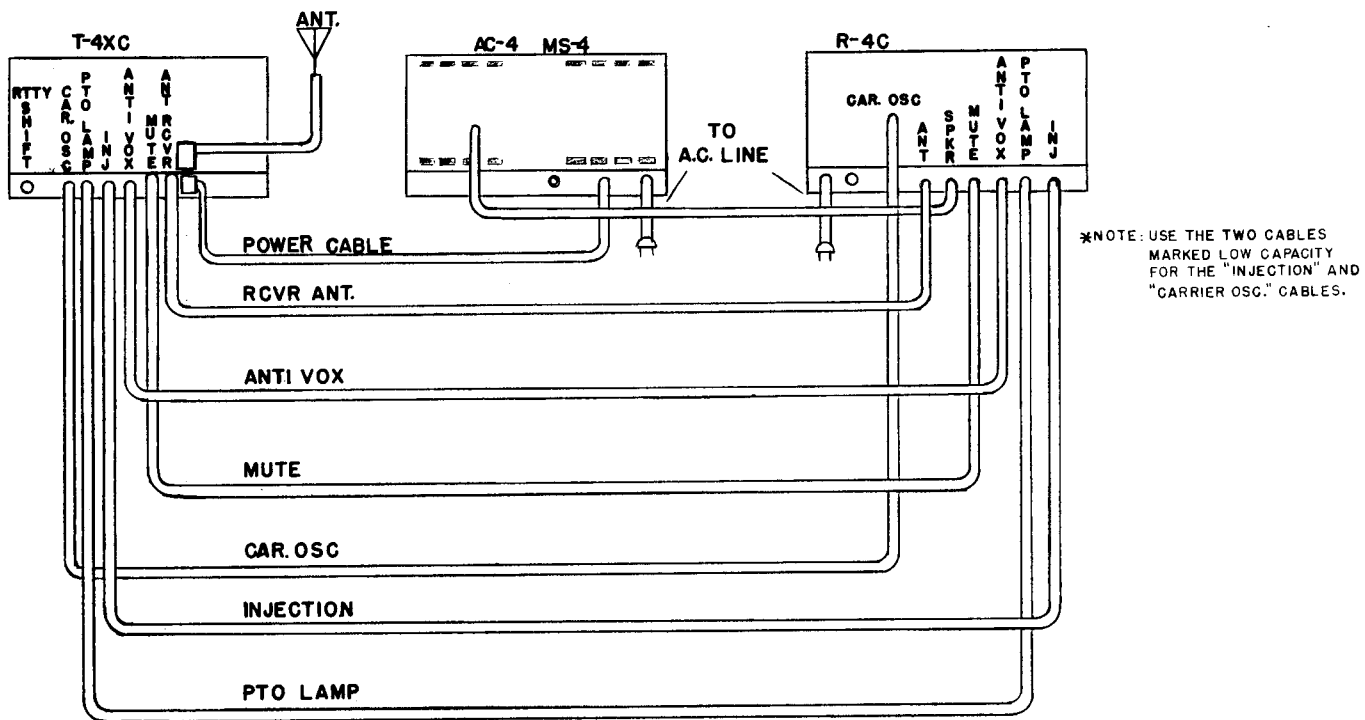 ANT.
T-4XC
AC-4 MS-4
R-4C
RTTY SHIFT
CAR. OSC
PTO LAMP
INJ
ANTI VOX
MUTE
ANT RCVR
TO
A.C. LINE
CAR. OSC
ANT
SPKR
MUTE
ANTI VOX
PTO LAMP
INJ
POWER CABLE
RCVR ANT.
ANTI VOX
MUTE
CAR. OSC
INJECTION
PTO LAMP
*NOTE: USE THE TWO CABLES
MARKED LOW CAPACITY
FOR THE "INJECTION" AND
"CARRIER OSC." CABLES.